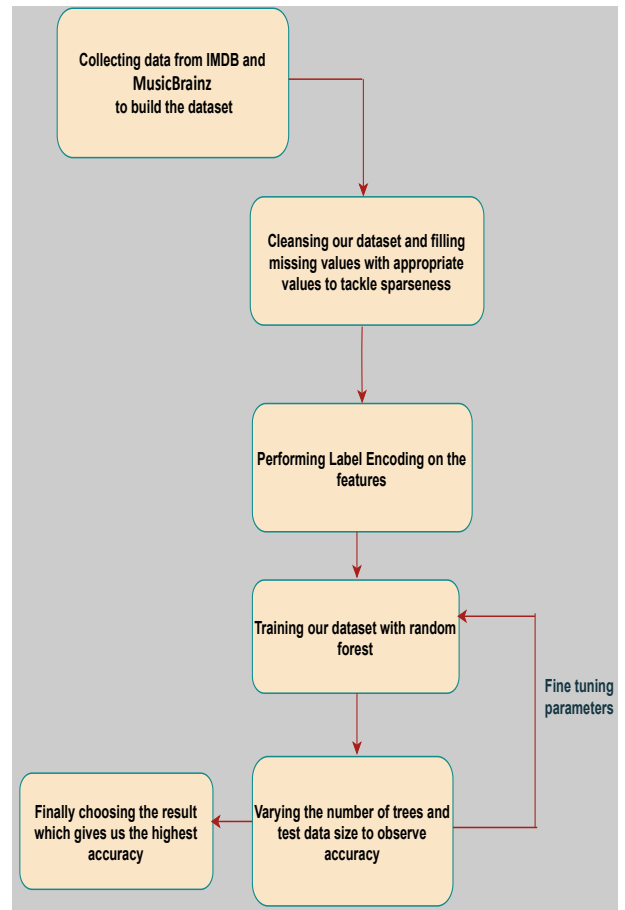 Collecting data from IMDB and
MusicBrainz
to build the dataset
Cleansing our dataset and filling
missing values with appropriate
values to tackle sparseness
Performing Label Encoding on the
features
Training our dataset with random
forest
Fine tuning
parameters
Varying the number of trees and
test data size to observe
accuracy
Finally choosing the result
which gives us the highest
accuracy